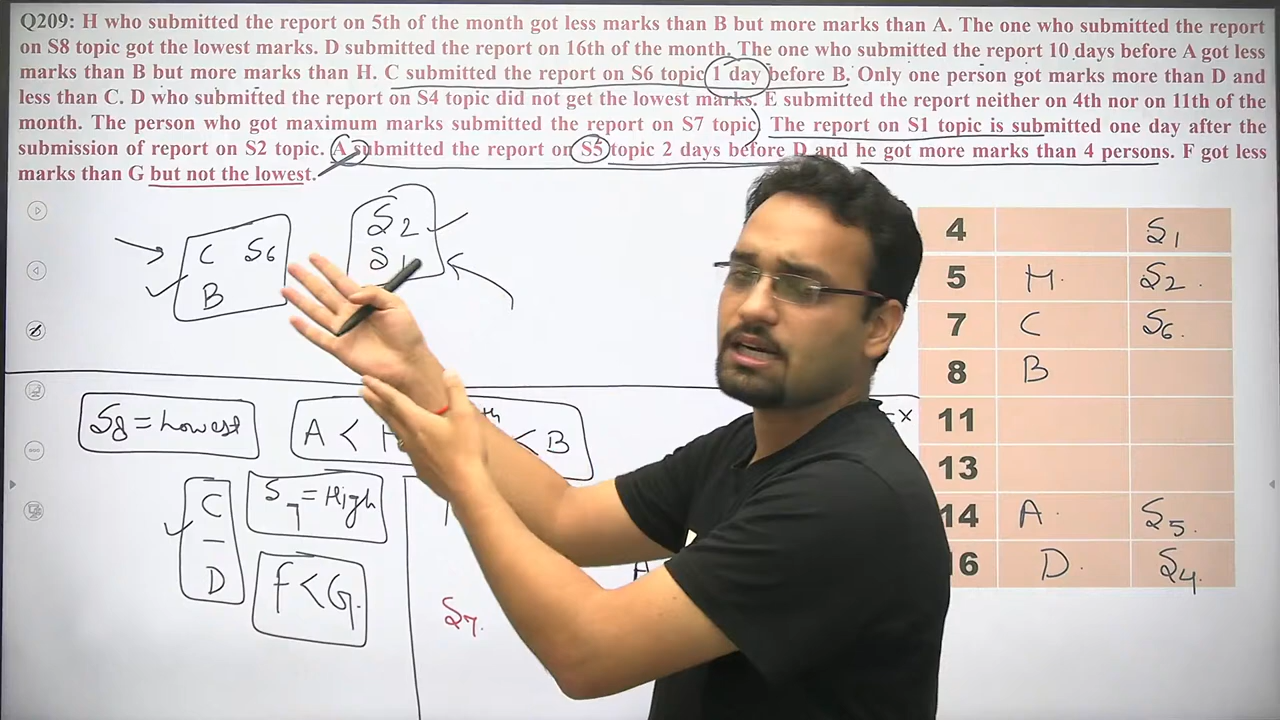 Q209: H who submitted the report on 5th of the month got less marks than B but more marks than A. The one who submitted the report
on S8 topic got the lowest marks. D submitted the report on 16th of the month. The one who submitted the report 10 days before A got less
marks than B but more marks than H. C submitted the report on S6 topic 1 day before B. Only one person got marks more than D and
less than C. D who submitted the report on S4 topic did not get the lowest marks. E submitted the report neither on 4th nor on 11th of the
month. The person who got maximum marks submitted the report on S7 topic. The report on S1 topic is submitted one day after the
submission of report on S2 topic. A submitted the report on S5 topic 2 days before D and he got more marks than 4 persons. F got less
marks than G but not the lowest.
C S6
B
S2
S1
S8 = Lowest
A <
th
< B
C
–
D
S7 = High
f < G.
S7.
x
4 S1
5 H. S2.
7 C S6.
8 B
11
13
14 A. S5.
16 D. S4.